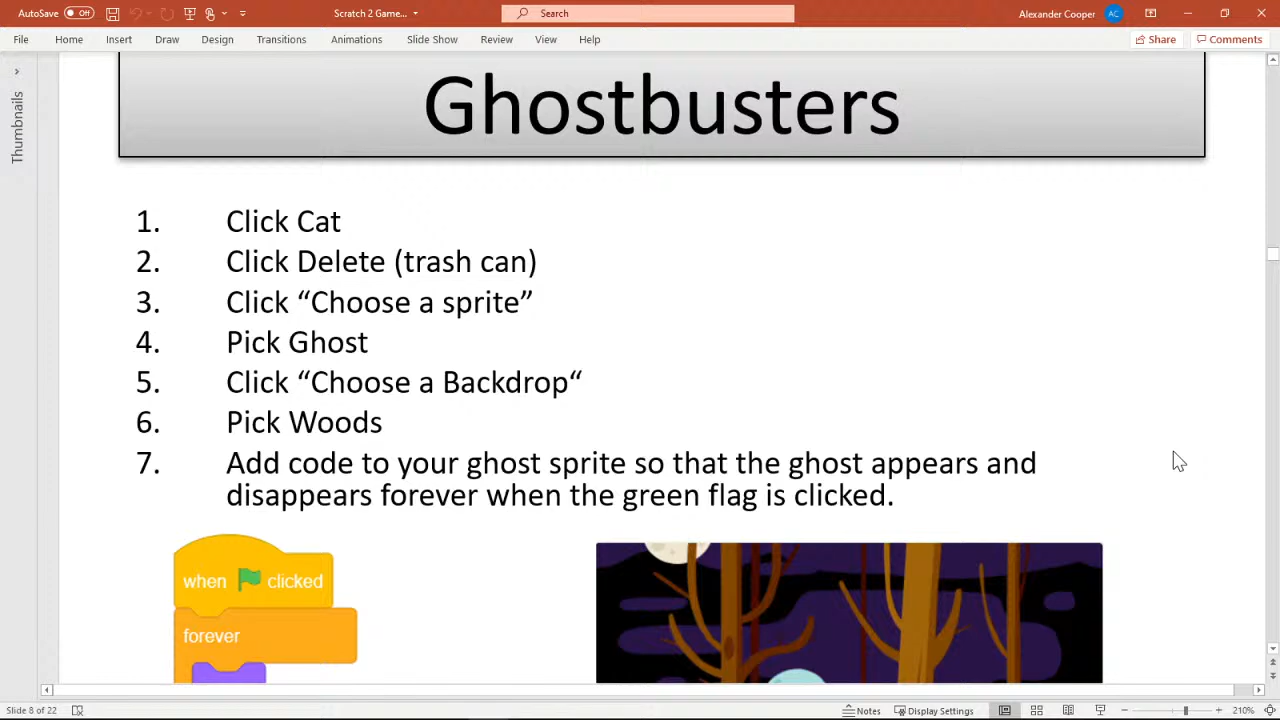 AutoSave Off Scratch 2 Game... Search Alexander Cooper AC
File Home Insert Draw Design Transitions Animations Slide Show Review View Help Share Comments
Thumbnails
Ghostbusters
1. Click Cat
2. Click Delete (trash can)
3. Click “Choose a sprite”
4. Pick Ghost
5. Click “Choose a Backdrop“
6. Pick Woods
7. Add code to your ghost sprite so that the ghost appears and
disappears forever when the green flag is clicked.
when clicked
forever
Slide 8 of 22 Notes Display Settings 210%